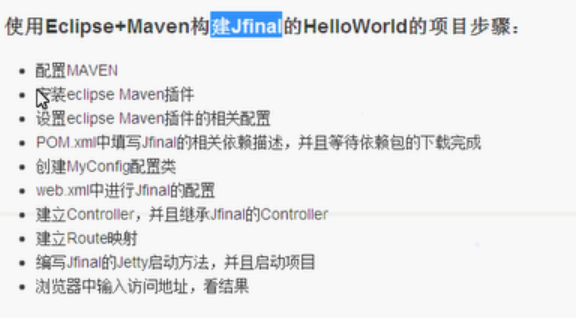 使用Eclipse+Maven构建Jfinal的HelloWorld的项目步骤：
配置MAVEN
安装eclipse Maven插件
设置eclipse Maven插件的相关配置
POM.xml中填写Jfinal的相关依赖描述，并且等待依赖包的下载完成
创建MyConfig配置类
web.xml中进行Jfinal的配置
建立Controller，并且继承Jfinal的Controller
建立Route映射
编写Jfinal的Jetty启动方法，并且启动项目
浏览器中输入访问地址，看结果